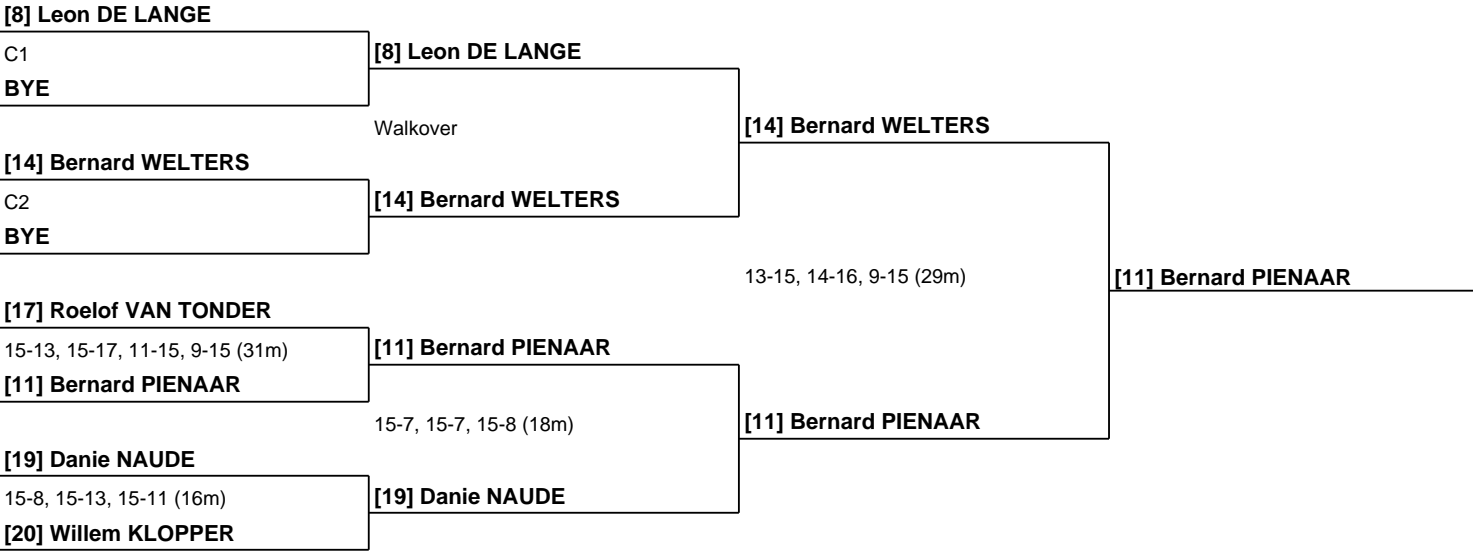 [8] Leon DE LANGE
C1
BYE
[8] Leon DE LANGE
Walkover
[14] Bernard WELTERS
[14] Bernard WELTERS
C2
BYE
[14] Bernard WELTERS
13-15, 14-16, 9-15 (29m)
[11] Bernard PIENAAR
[17] Roelof VAN TONDER
15-13, 15-17, 11-15, 9-15 (31m)
[11] Bernard PIENAAR
[11] Bernard PIENAAR
15-7, 15-7, 15-8 (18m)
[11] Bernard PIENAAR
[19] Danie NAUDE
15-8, 15-13, 15-11 (16m)
[20] Willem KLOPPER
[19] Danie NAUDE